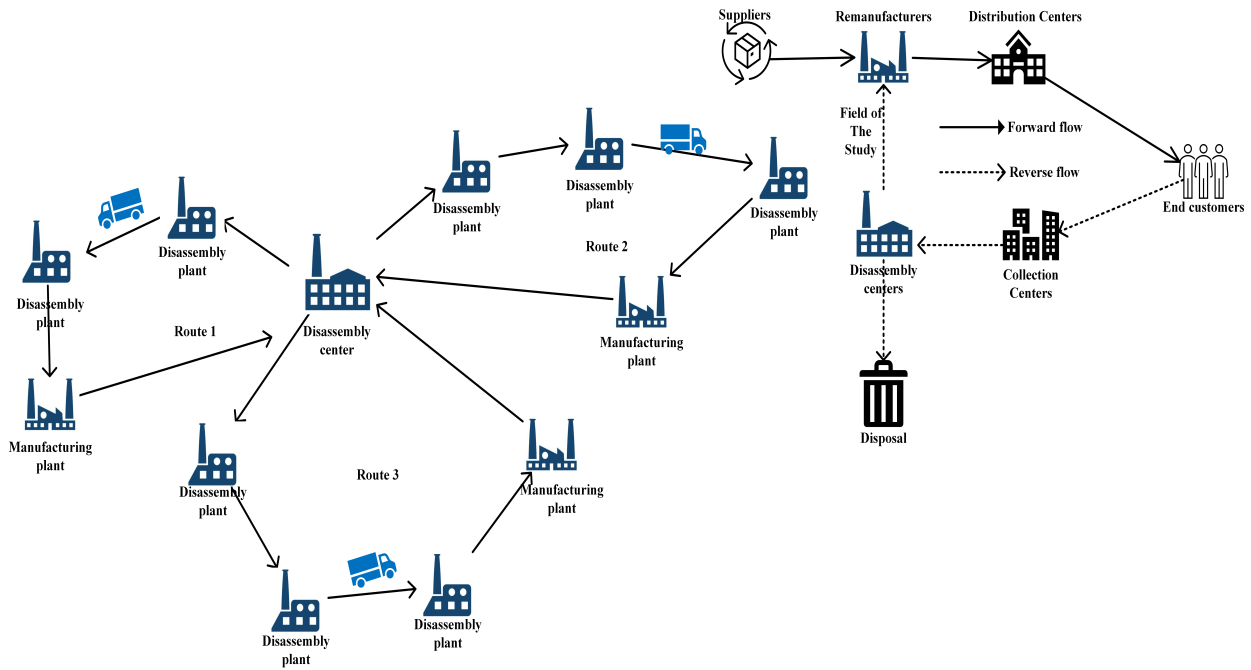 Suppliers
Remanufacturers
Distribution Centers
Field of
The
Study
Forward flow
Reverse flow
End customers
Disassembly
centers
Collection
Centers
Disposal
Disassembly
plant
Disassembly
plant
Disassembly
plant
Route 2
Disassembly
plant
Disassembly
plant
Route 1
Disassembly
center
Manufacturing
plant
Manufacturing
plant
Disassembly
plant
Route 3
Manufacturing
plant
Disassembly
plant
Disassembly
plant